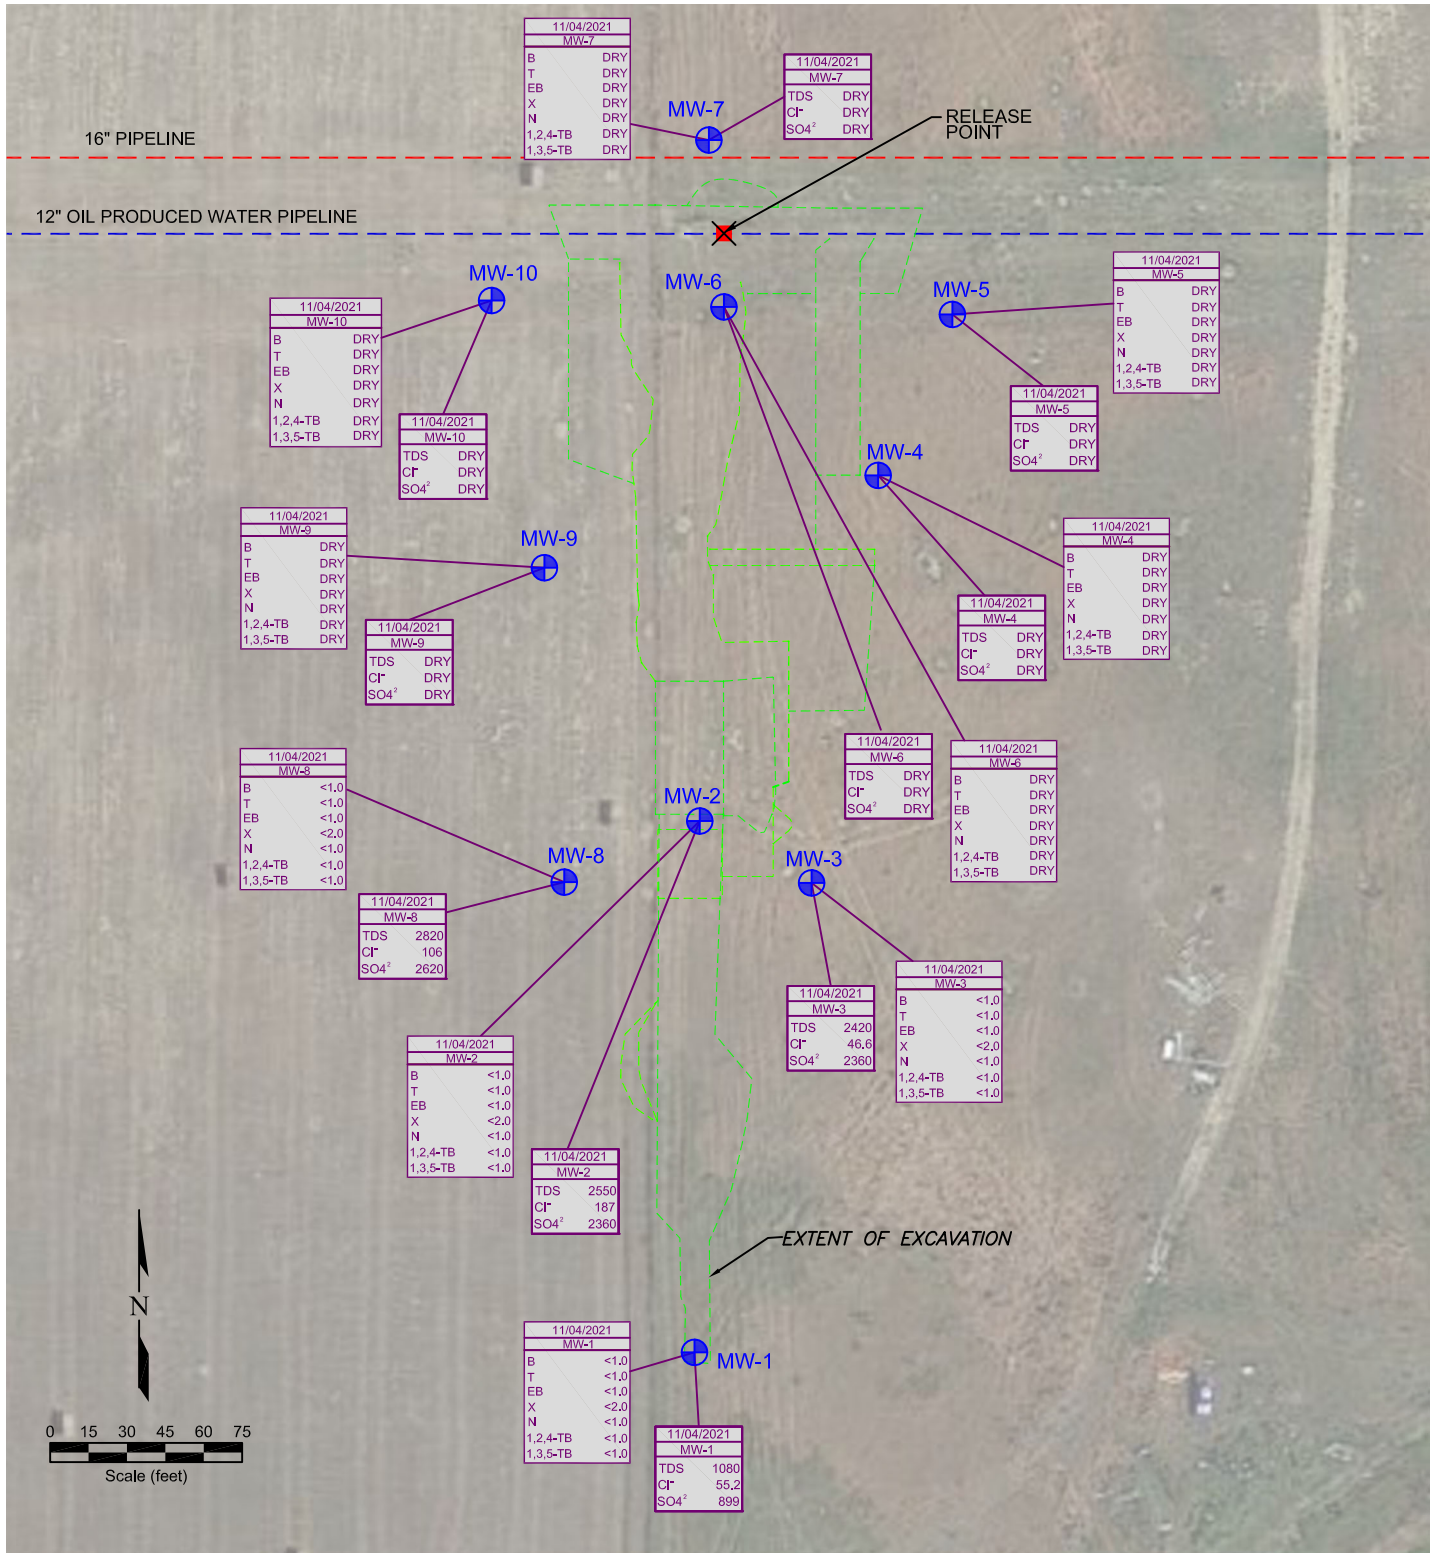 11/04/2021
MW-7
B DRY
T DRY
EB DRY
X DRY
N DRY
1,2,4-TB DRY
1,3,5-TB DRY
11/04/2021
MW-7
TDS DRY
Cl⁻ DRY
SO4² DRY
MW-7
RELEASE
POINT
16" PIPELINE
12" OIL PRODUCED WATER PIPELINE
MW-10
MW-6
MW-5
11/04/2021
MW-5
B DRY
T DRY
EB DRY
X DRY
N DRY
1,2,4-TB DRY
1,3,5-TB DRY
11/04/2021
MW-10
B DRY
T DRY
EB DRY
X DRY
N DRY
1,2,4-TB DRY
1,3,5-TB DRY
11/04/2021
MW-5
TDS DRY
Cl⁻ DRY
SO4² DRY
11/04/2021
MW-10
TDS DRY
Cl⁻ DRY
SO4² DRY
MW-4
11/04/2021
MW-9
B DRY
T DRY
EB DRY
X DRY
N DRY
1,2,4-TB DRY
1,3,5-TB DRY
MW-9
11/04/2021
MW-4
B DRY
T DRY
EB DRY
X DRY
N DRY
1,2,4-TB DRY
1,3,5-TB DRY
11/04/2021
MW-4
TDS DRY
Cl⁻ DRY
SO4² DRY
11/04/2021
MW-9
TDS DRY
Cl⁻ DRY
SO4² DRY
11/04/2021
MW-6
TDS DRY
Cl⁻ DRY
SO4² DRY
11/04/2021
MW-6
B DRY
T DRY
EB DRY
X DRY
N DRY
1,2,4-TB DRY
1,3,5-TB DRY
11/04/2021
MW-8
B <1.0
T <1.0
EB <1.0
X <2.0
N <1.0
1,2,4-TB <1.0
1,3,5-TB <1.0
MW-2
MW-8
MW-3
11/04/2021
MW-8
TDS 2820
Cl⁻ 106
SO4² 2620
11/04/2021
MW-3
B <1.0
T <1.0
EB <1.0
X <2.0
N <1.0
1,2,4-TB <1.0
1,3,5-TB <1.0
11/04/2021
MW-3
TDS 2420
Cl⁻ 46.6
SO4² 2360
11/04/2021
MW-2
B <1.0
T <1.0
EB <1.0
X <2.0
N <1.0
1,2,4-TB <1.0
1,3,5-TB <1.0
11/04/2021
MW-2
TDS 2550
Cl⁻ 187
SO4² 2360
EXTENT OF EXCAVATION
N
11/04/2021
MW-1
B <1.0
T <1.0
EB <1.0
X <2.0
N <1.0
1,2,4-TB <1.0
1,3,5-TB <1.0
MW-1
11/04/2021
MW-1
TDS 1080
Cl⁻ 55.2
SO4² 899
0 15 30 45 60 75
Scale (feet)